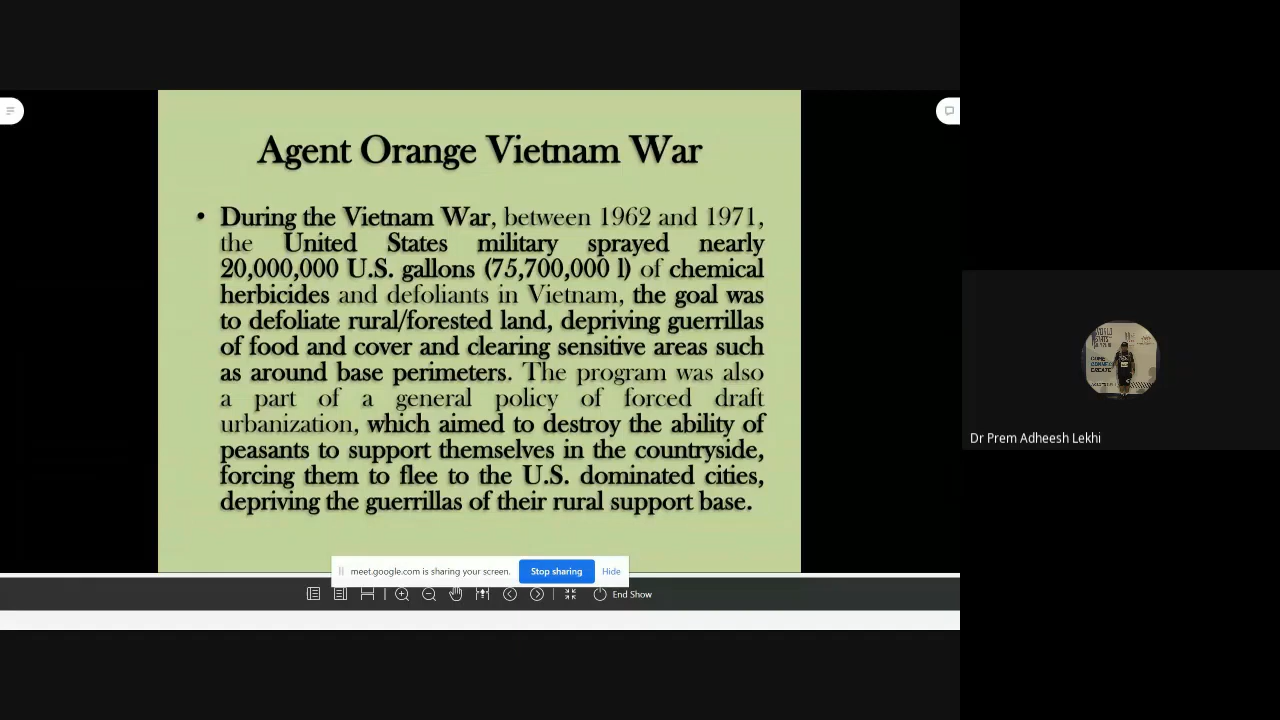 Agent Orange Vietnam War
• During the Vietnam War, between 1962 and 1971,
the United States military sprayed nearly
20,000,000 U.S. gallons (75,700,000 l) of chemical
herbicides and defoliants in Vietnam, the goal was
to defoliate rural/forested land, depriving guerrillas
of food and cover and clearing sensitive areas such
as around base perimeters. The program was also
a part of a general policy of forced draft
urbanization, which aimed to destroy the ability of
peasants to support themselves in the countryside,
forcing them to flee to the U.S. dominated cities,
depriving the guerrillas of their rural support base.
meet.google.com is sharing your screen. Stop sharing Hide
End Show
Dr Prem Adheesh Lekhi